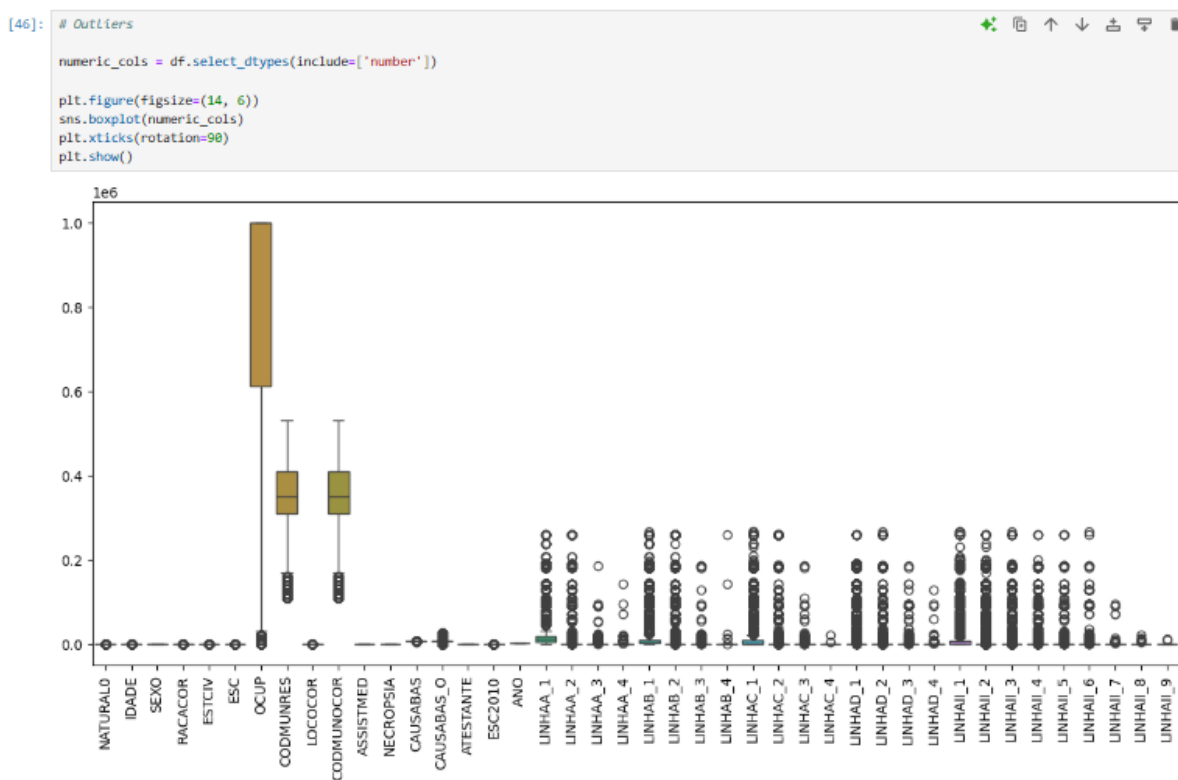 [46]: # Outliers
numeric_cols = df.select_dtypes(include=['number'])
plt.figure(figsize=(14, 6))
sns.boxplot(numeric_cols)
plt.xticks(rotation=90)
plt.show()
1e6
1.0
0.8
0.6
0.4
0.2
0.0
NATURAL0
IDADE
SEXO
RACACOR
ESTCIV
ESC
OCUP
CODMUNRES
LOCOCOR
CODMUNOCOR
ASSISTMED
NECROPSIA
CAUSABAS
CAUSABAS_O
ATESTANTE
ESC2010
ANO
LINHAA_1
LINHAA_2
LINHAA_3
LINHAA_4
LINHAB_1
LINHAB_2
LINHAB_3
LINHAB_4
LINHAC_1
LINHAC_2
LINHAC_3
LINHAC_4
LINHAD_1
LINHAD_2
LINHAD_3
LINHAD_4
LINHAII_1
LINHAII_2
LINHAII_3
LINHAII_4
LINHAII_5
LINHAII_6
LINHAII_7
LINHAII_8
LINHAII_9